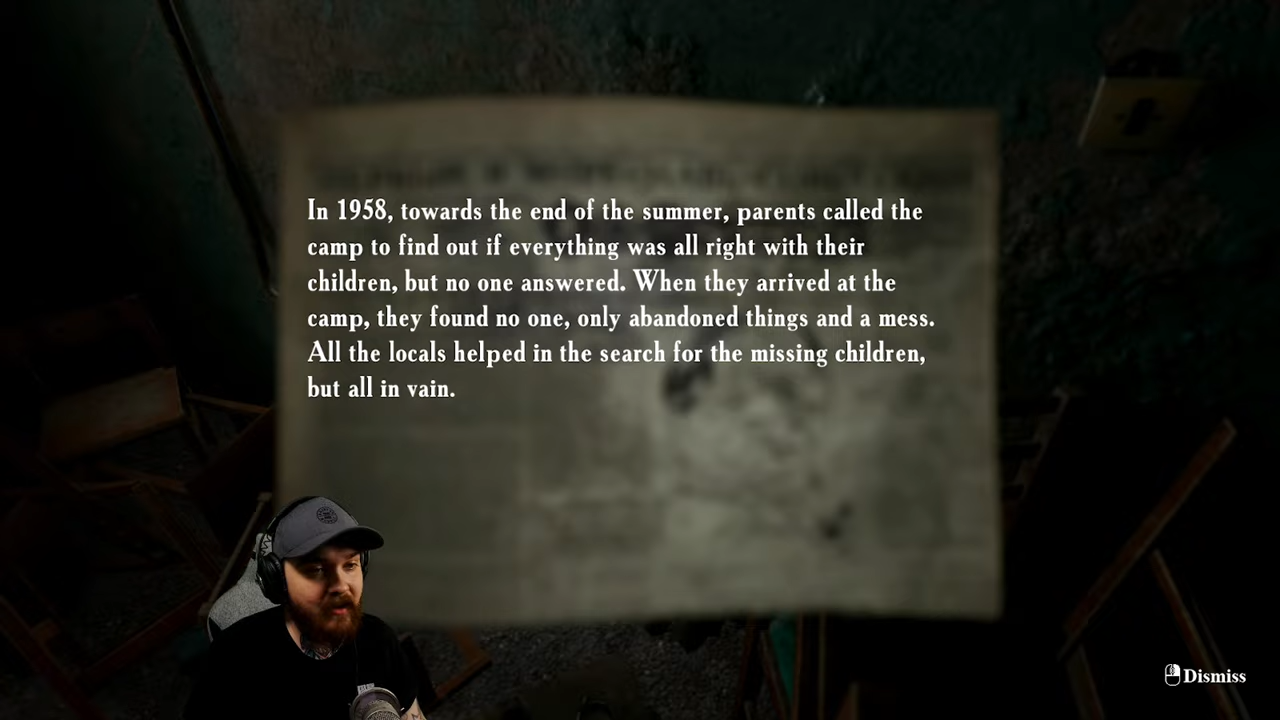 In 1958, towards the end of the summer, parents called the
camp to find out if everything was all right with their
children, but no one answered. When they arrived at the
camp, they found no one, only abandoned things and a mess.
All the locals helped in the search for the missing children,
but all in vain.
Dismiss